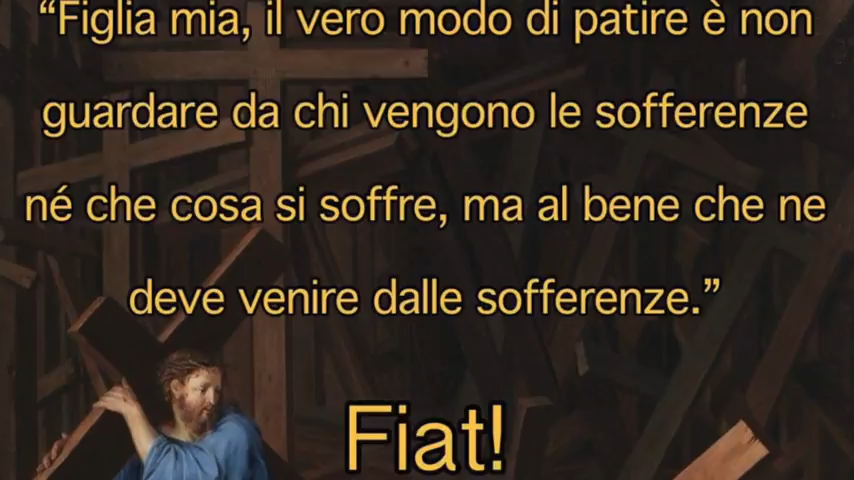 “Figlia mia, il vero modo di patire è non
guardare da chi vengono le sofferenze
né che cosa si soffre, ma al bene che ne
deve venire dalle sofferenze.”
Fiat!